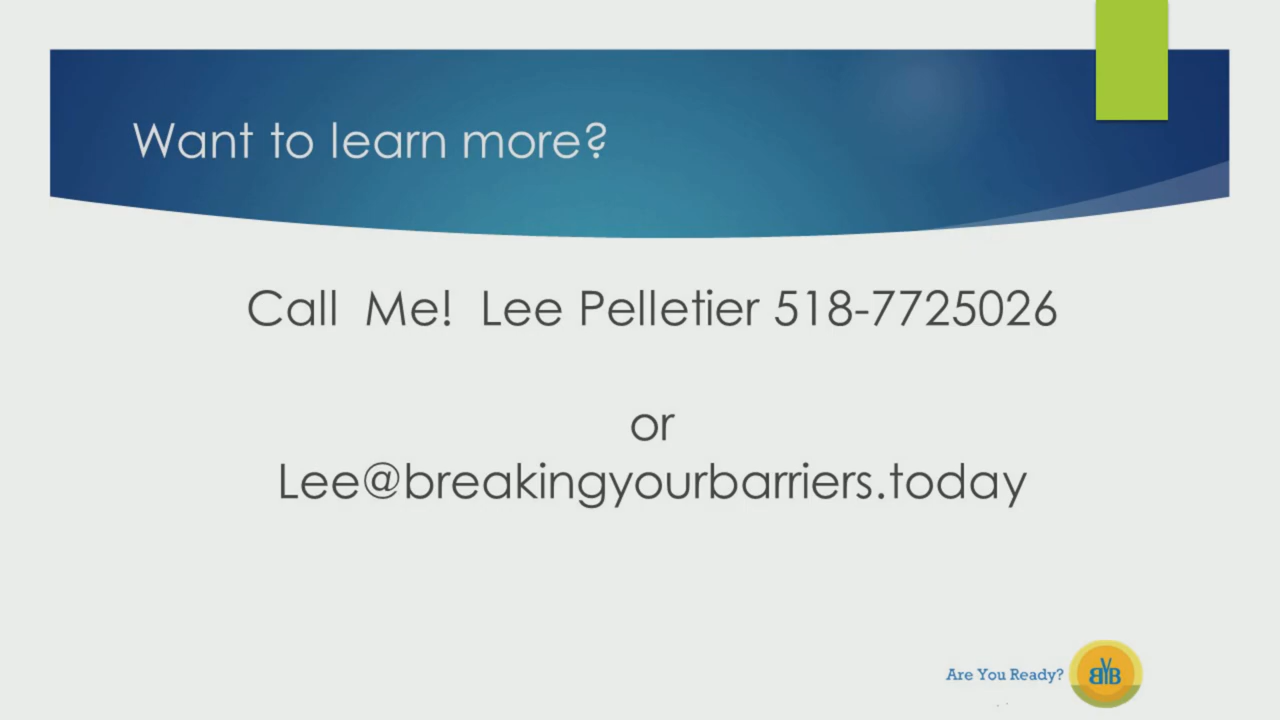 Want to learn more?
Call  Me!  Lee Pelletier 518-7725026
or
Lee@breakingyourbarriers.today
Are You Ready?
BYB